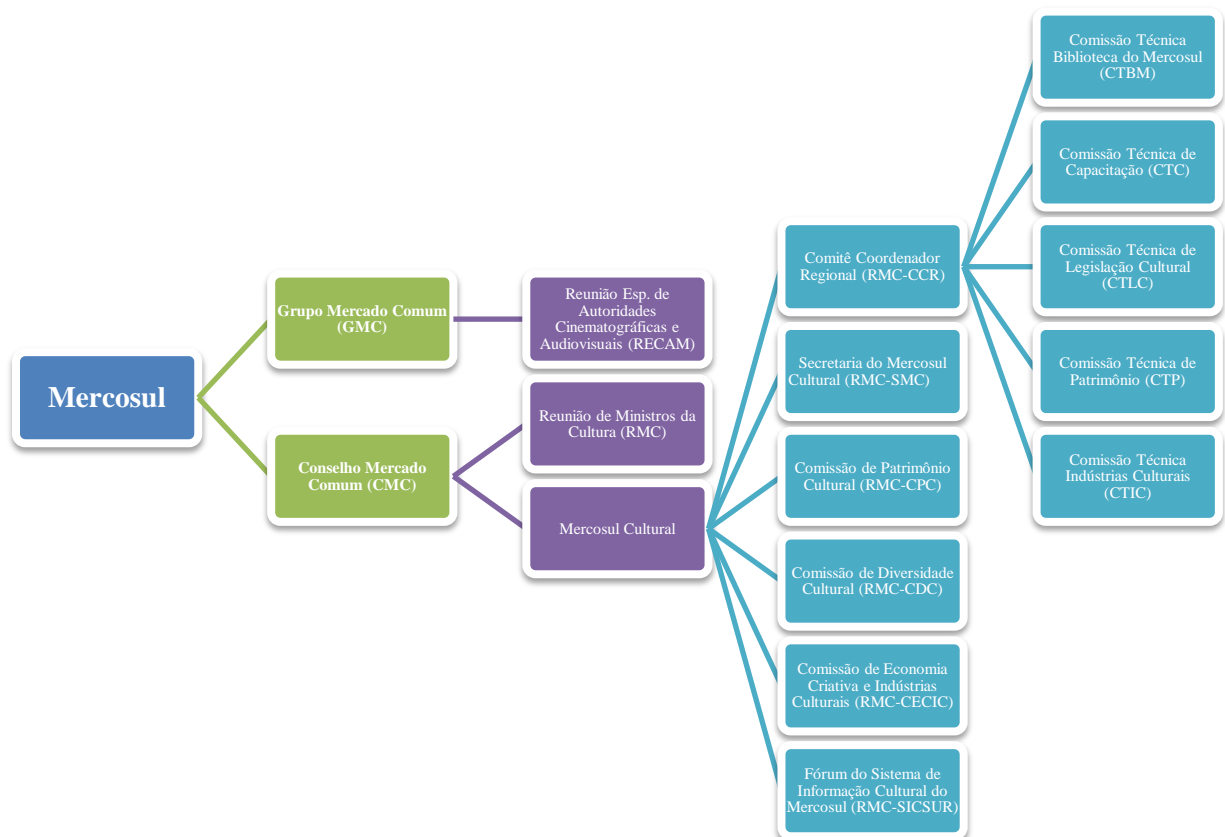 Mercosul
Grupo Mercado Comum
(GMC)
Conselho Mercado
Comum (CMC)
Reunião Esp. de
Autoridades
Cinematográficas e
Audiovisuais (RECAM)
Reunião de Ministros da
Cultura (RMC)
Mercosul Cultural
Comitê Coordenador
Regional (RMC-CCR)
Secretaria do Mercosul
Cultural (RMC-SMC)
Comissão de Patrimônio
Cultural (RMC-CPC)
Comissão de Diversidade
Cultural (RMC-CDC)
Comissão de Economia
Criativa e Indústrias
Culturais (RMC-CECIC)
Fórum do Sistema de
Informação Cultural do
Mercosul (RMC-SICSUR)
Comissão Técnica
Biblioteca do Mercosul
(CTBM)
Comissão Técnica de
Capacitação (CTC)
Comissão Técnica de
Legislação Cultural
(CTLC)
Comissão Técnica de
Patrimônio (CTP)
Comissão Técnica
Indústrias Culturais
(CTIC)